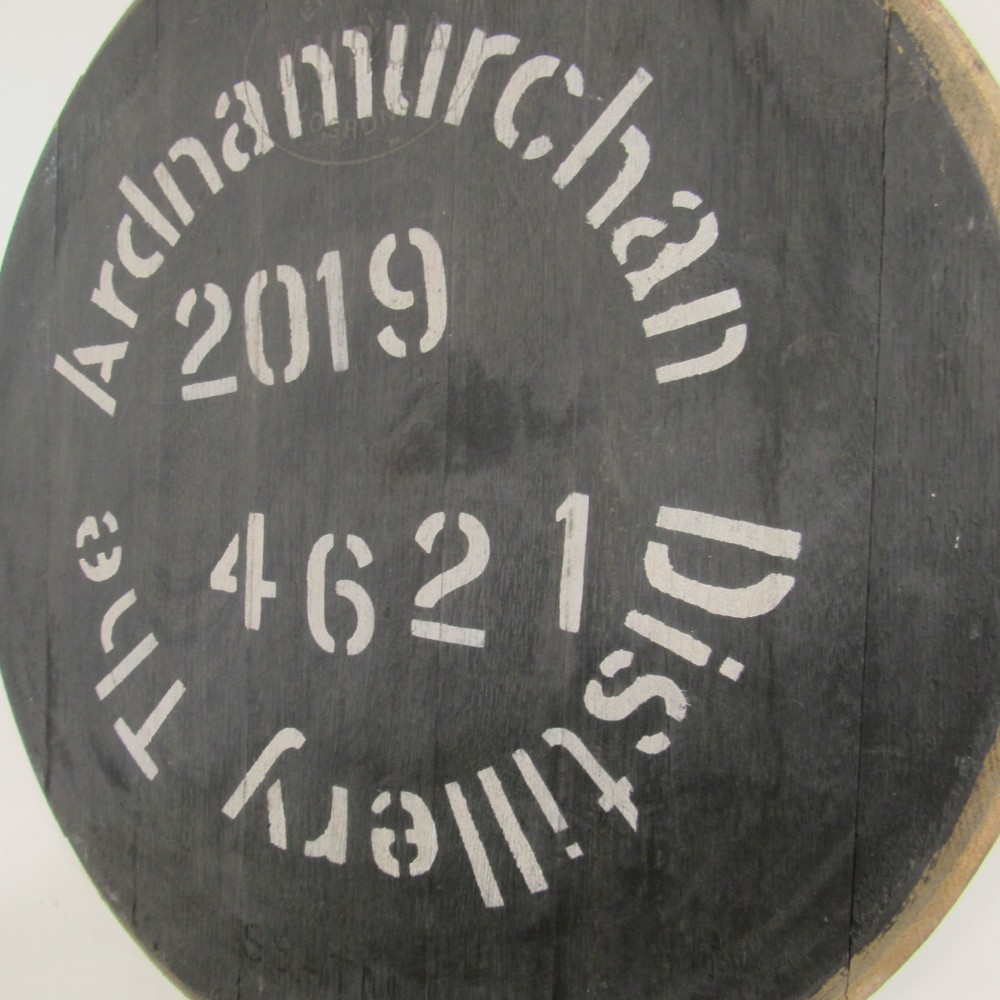 The Ardnamurchan Distillery
2019
4621